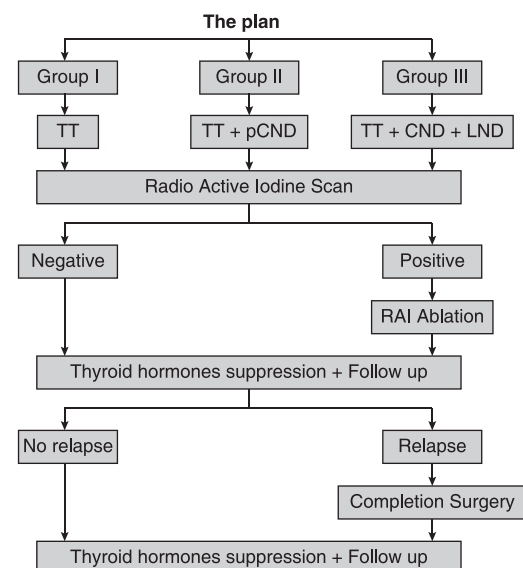 The plan
Group I
Group II
Group III
TT
TT + pCND
TT + CND + LND
Radio Active Iodine Scan
Negative
Positive
RAI Ablation
Thyroid hormones suppression + Follow up
No relapse
Relapse
Completion Surgery
Thyroid hormones suppression + Follow up